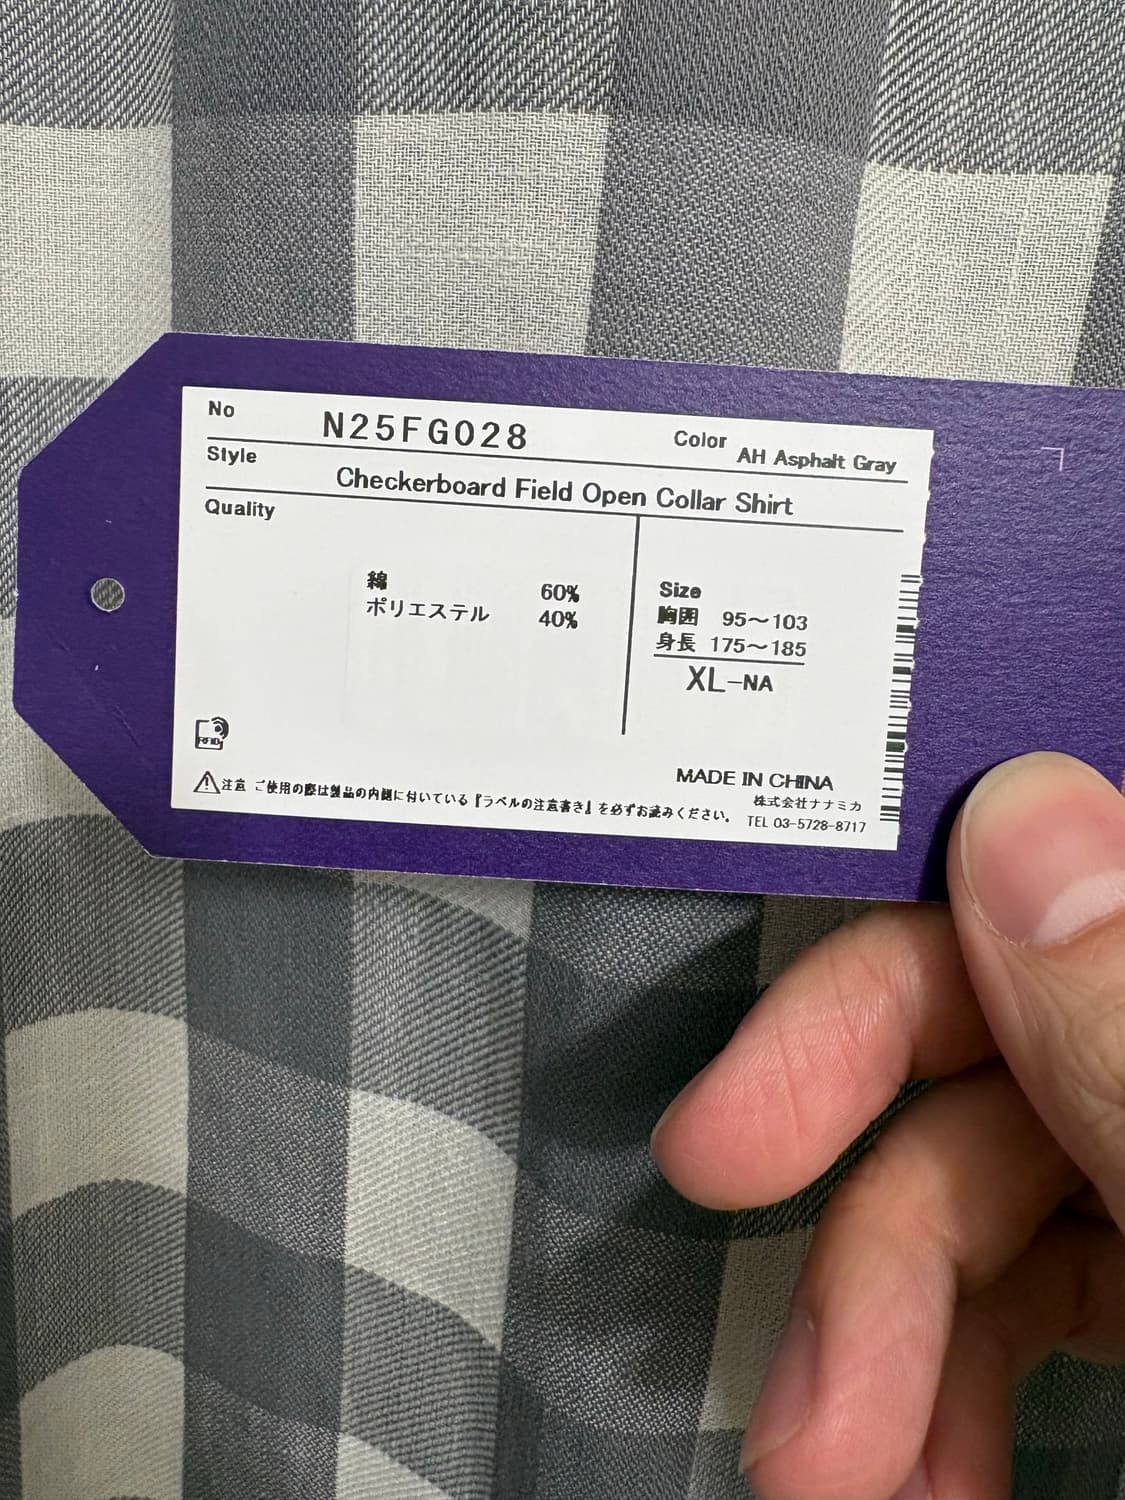 No N25FG028 Color AH Asphalt Gray
Style Checkerboard Field Open Collar Shirt
Quality
綿 60%
ポリエステル 40%
Size
胸囲 95〜103
身長 175〜185
XL-NA
RFID
MADE IN CHINA
株式会社ナナミカ
TEL 03-5728-8717
注意 ご使用の際は製品の内側に付いている『ラベルの注意書き』を必ずお読みください。